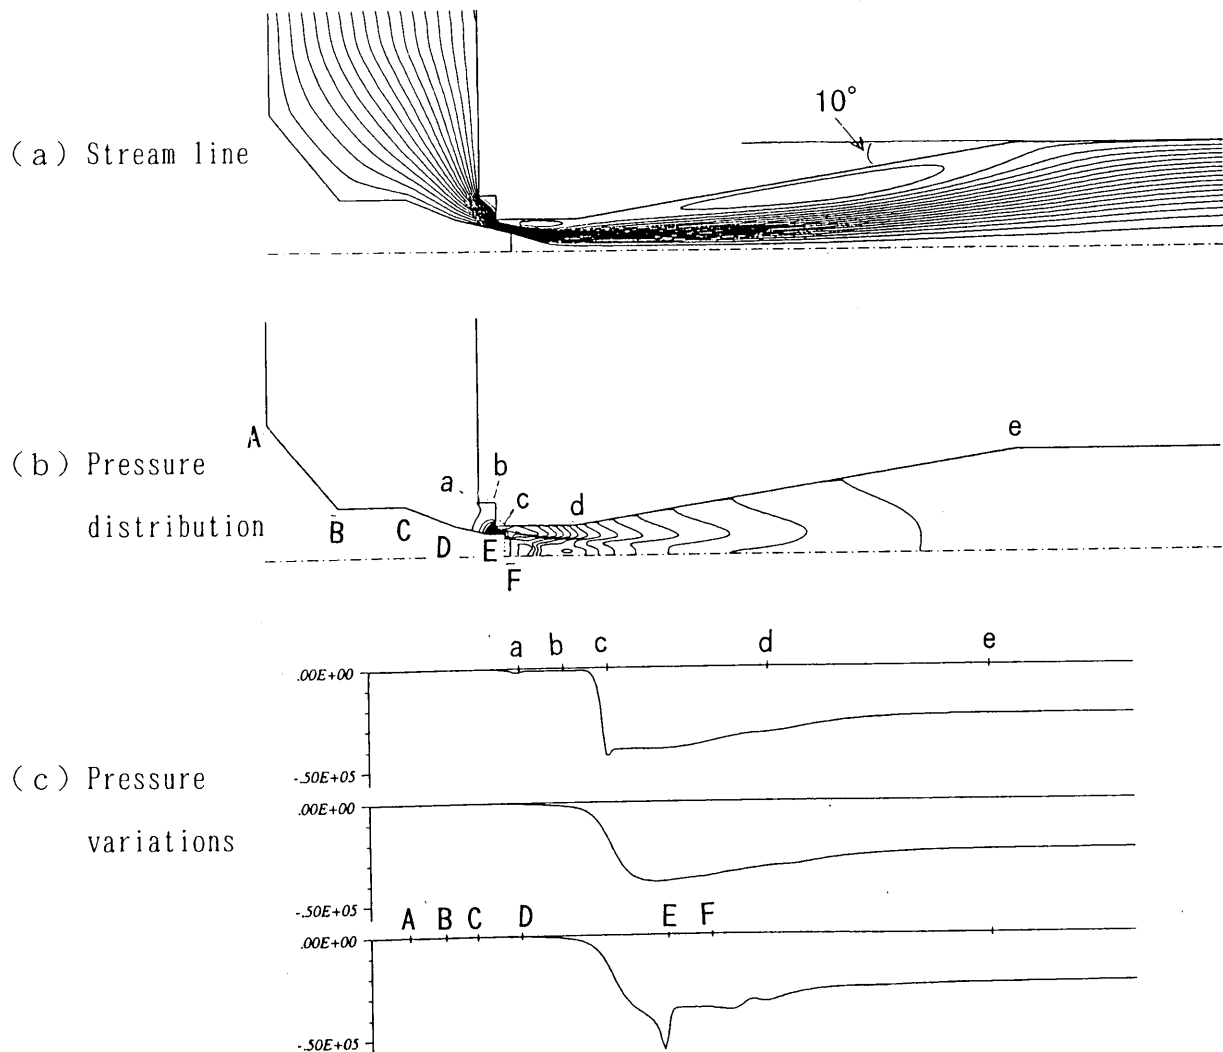 10°
(a) Stream line
A
(b) Pressure
distribution
a
b
c
d
e
B
C
D
E
F
(c) Pressure
variations
a b c d e
.00E+00
-.50E+05
.00E+00
-.50E+05
A B C D E F
.00E+00
-.50E+05